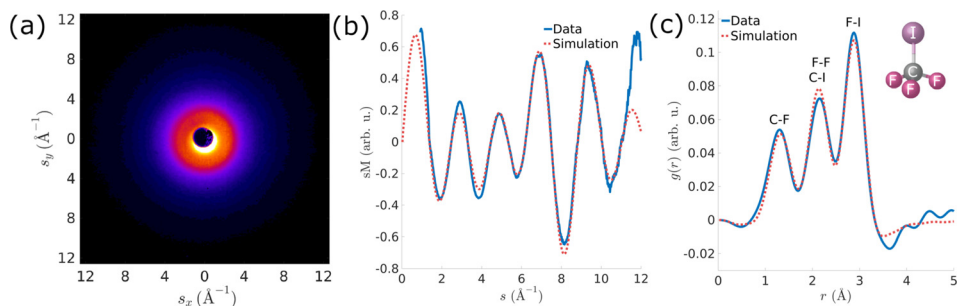 (a)
12
8
4
0
4
8
12
s_y (Å⁻¹)
12 8 4 0 4 8 12
s_x (Å⁻¹)
(b)
Data
Simulation
0.8
0.6
0.4
0.2
0
-0.2
-0.4
-0.6
-0.8
sM (arb. u.)
0 2 4 6 8 10 12
s (Å⁻¹)
(c)
Data
Simulation
F-I
F-F
C-I
C-F
I
C
F
F
F
0.1
0.08
0.06
0.04
0.02
0
-0.02
g(r) (arb. u.)
0 1 2 3 4 5
r (Å)